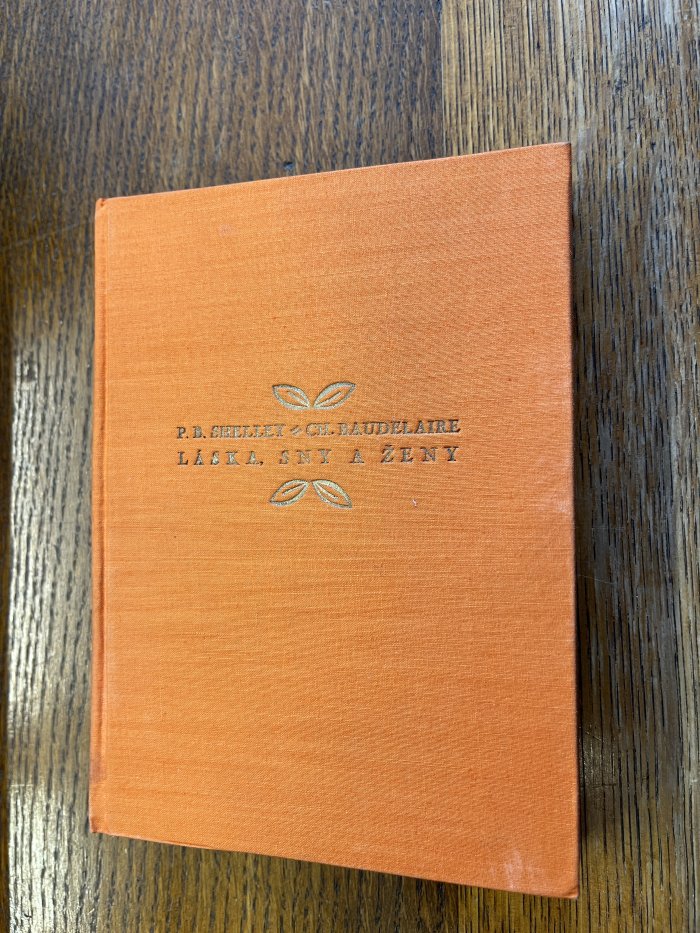 P. B. SHELLEY ❖ CH. BAUDELAIRE
LÁSKA, SNY A ŽENY